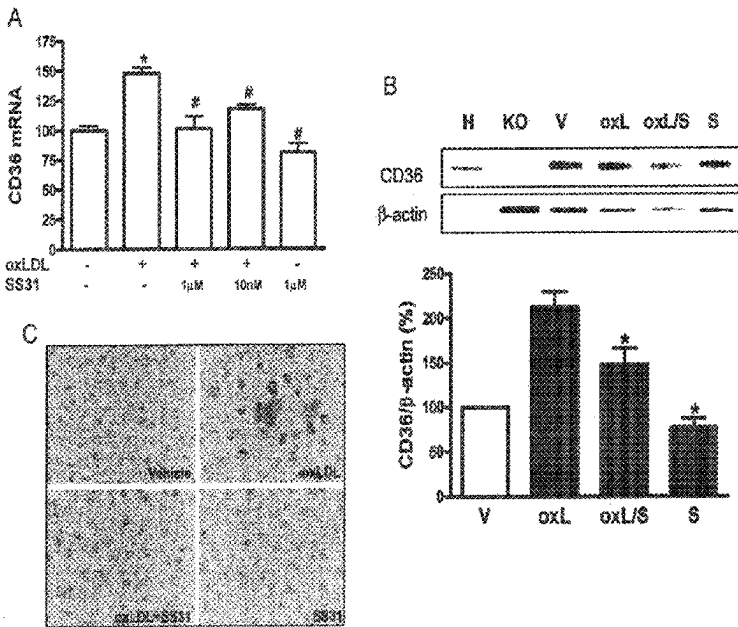 A
CD36 mRNA
175
150
125
100
75
50
25
0
*
#
#
#
oxLDL - + + + -
SS31 - - 1µM 10nM 1µM
B
H KO V oxL oxL/S S
CD36
β-actin
CD36/β-actin (%)
250
200
150
100
50
0
*
*
V oxL oxL/S S
C
Vehicle
oxLDL
oxLDL+SS31
SS31